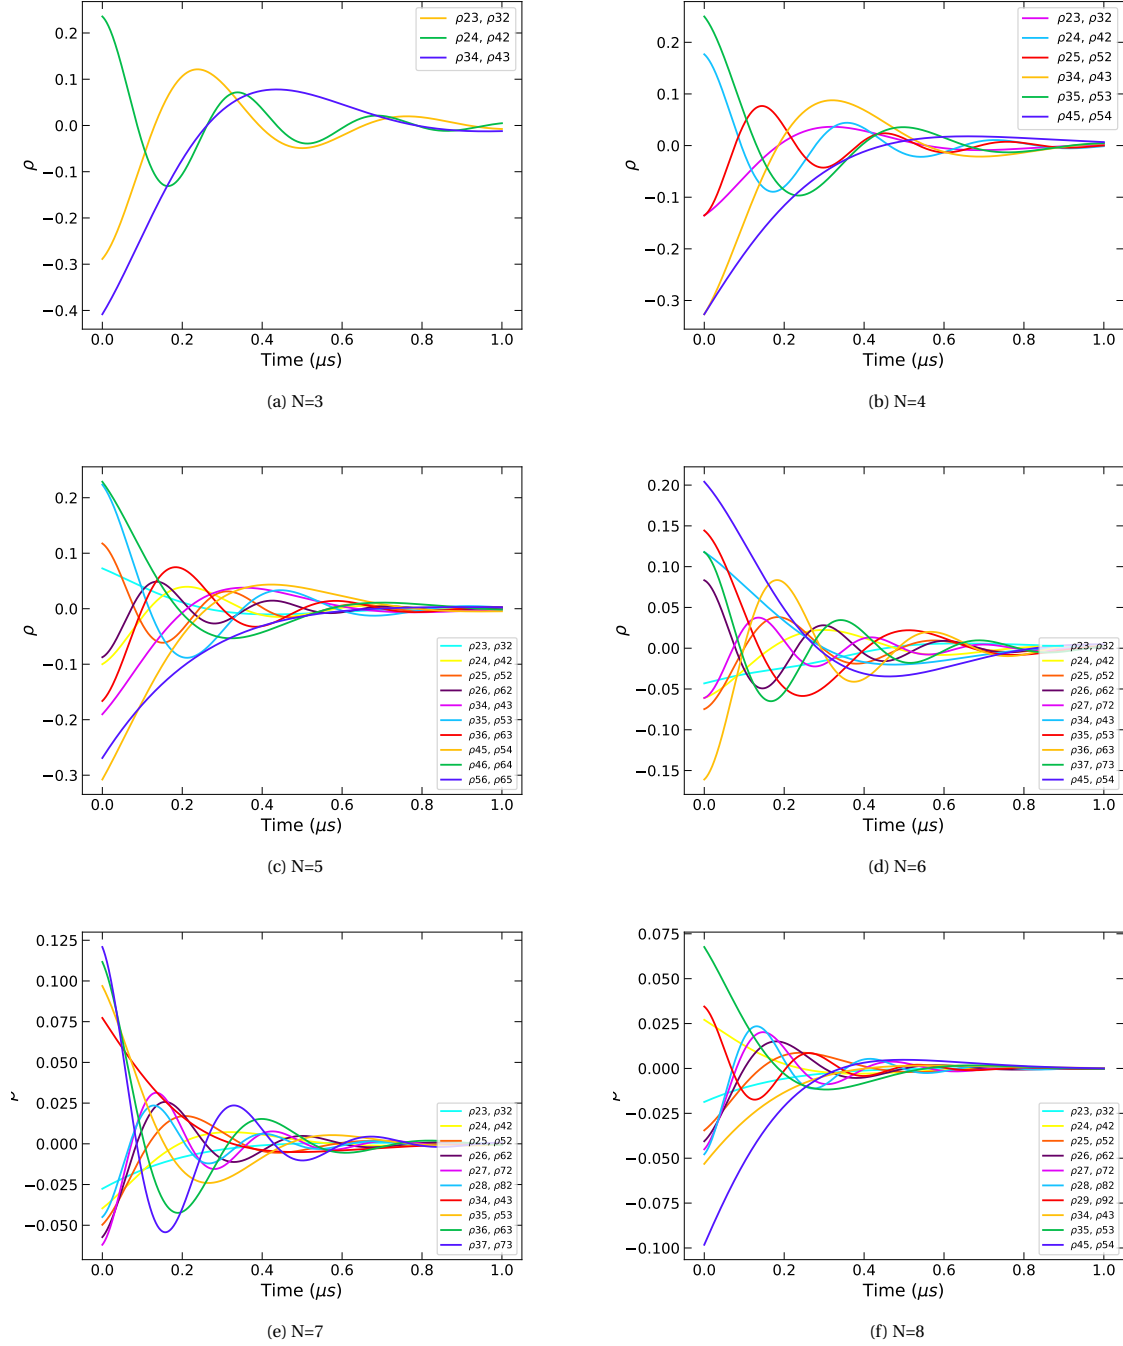 ρ23, ρ32
ρ24, ρ42
ρ34, ρ43
0.2
0.1
0.0
−0.1
−0.2
−0.3
−0.4
ρ
0.0 0.2 0.4 0.6 0.8 1.0
Time (μs)
(a) N=3
ρ23, ρ32
ρ24, ρ42
ρ25, ρ52
ρ34, ρ43
ρ35, ρ53
ρ45, ρ54
0.2
0.1
0.0
−0.1
−0.2
−0.3
ρ
0.0 0.2 0.4 0.6 0.8 1.0
Time (μs)
(b) N=4
0.2
0.1
0.0
−0.1
−0.2
−0.3
ρ
ρ23, ρ32
ρ24, ρ42
ρ25, ρ52
ρ26, ρ62
ρ34, ρ43
ρ35, ρ53
ρ36, ρ63
ρ45, ρ54
ρ46, ρ64
ρ56, ρ65
0.0 0.2 0.4 0.6 0.8 1.0
Time (μs)
(c) N=5
0.20
0.15
0.10
0.05
0.00
−0.05
−0.10
−0.15
ρ
ρ23, ρ32
ρ24, ρ42
ρ25, ρ52
ρ26, ρ62
ρ27, ρ72
ρ34, ρ43
ρ35, ρ53
ρ36, ρ63
ρ37, ρ73
ρ45, ρ54
0.0 0.2 0.4 0.6 0.8 1.0
Time (μs)
(d) N=6
0.125
0.100
0.075
0.050
0.025
0.000
−0.025
−0.050
ρ
ρ23, ρ32
ρ24, ρ42
ρ25, ρ52
ρ26, ρ62
ρ27, ρ72
ρ28, ρ82
ρ34, ρ43
ρ35, ρ53
ρ36, ρ63
ρ37, ρ73
0.0 0.2 0.4 0.6 0.8 1.0
Time (μs)
(e) N=7
0.075
0.050
0.025
0.000
−0.025
−0.050
−0.075
−0.100
ρ
ρ23, ρ32
ρ24, ρ42
ρ25, ρ52
ρ26, ρ62
ρ27, ρ72
ρ28, ρ82
ρ29, ρ92
ρ34, ρ43
ρ35, ρ53
ρ45, ρ54
0.0 0.2 0.4 0.6 0.8 1.0
Time (μs)
(f) N=8